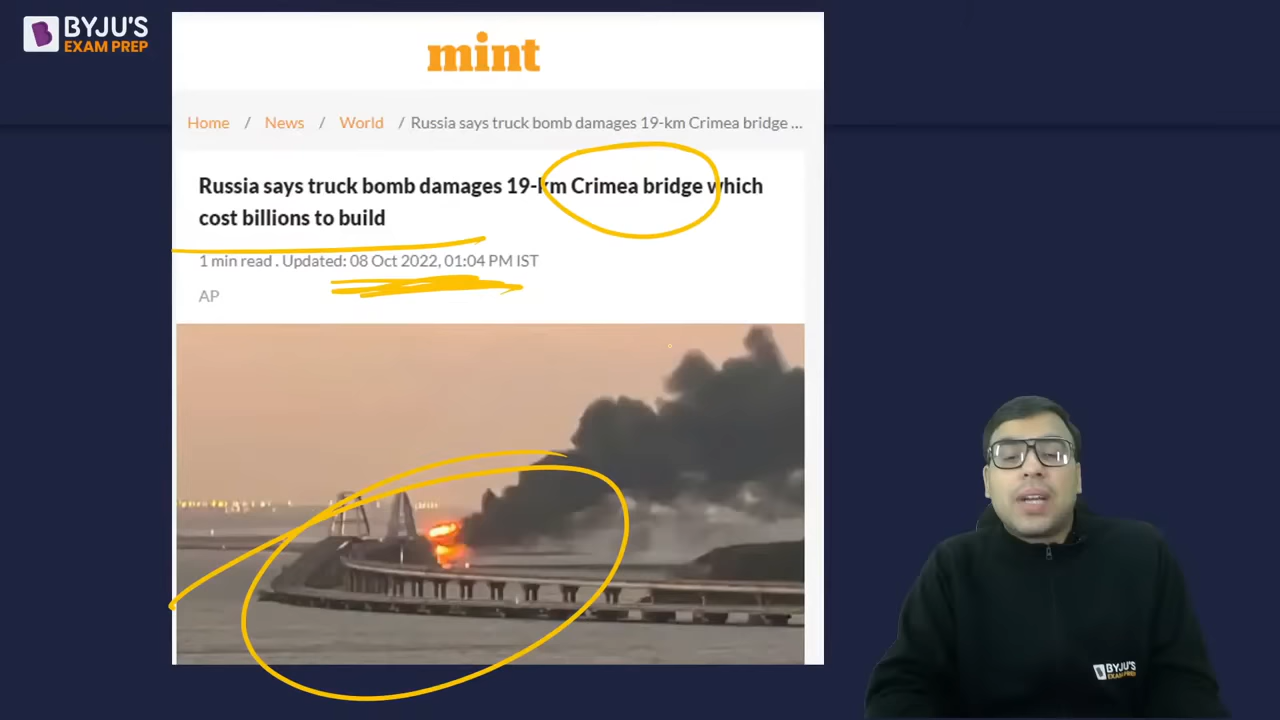 BYJU'S
EXAM PREP
mint
Home / News / World / Russia says truck bomb damages 19-km Crimea bridge ...
Russia says truck bomb damages 19-km Crimea bridge which
cost billions to build
1 min read . Updated: 08 Oct 2022, 01:04 PM IST
AP
BYJU'S
EXAM PREP